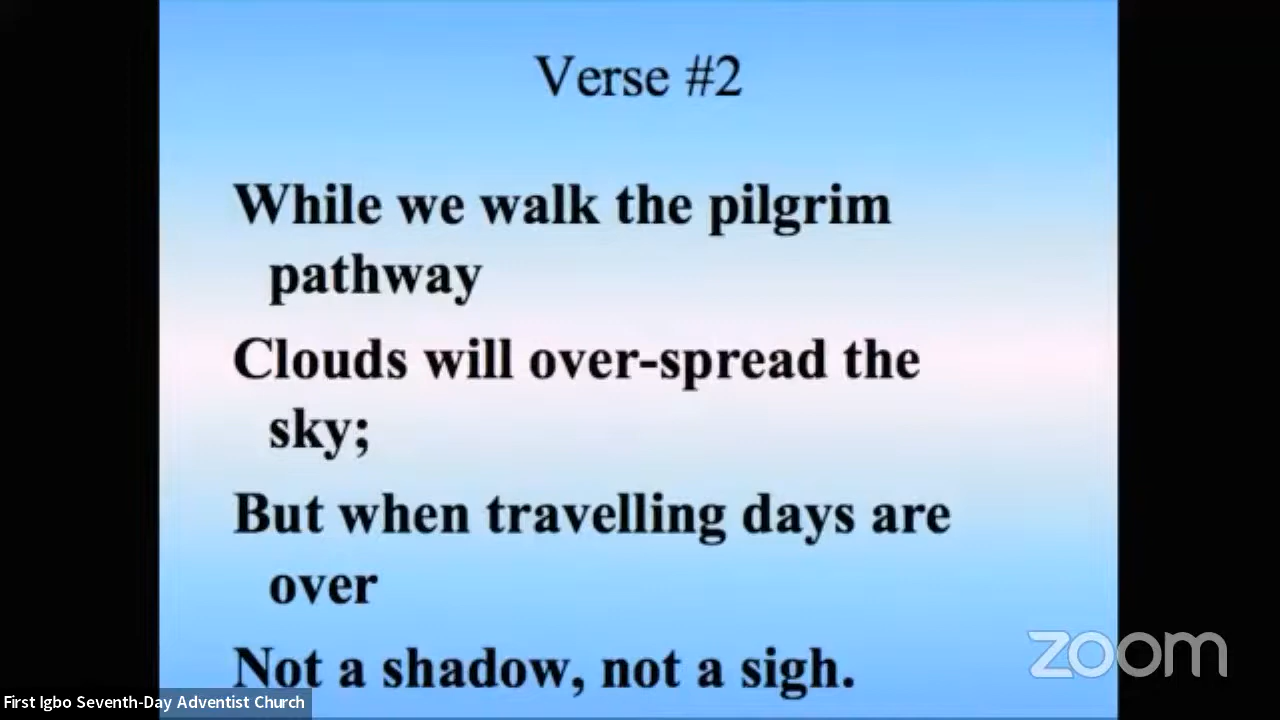 Verse #2
While we walk the pilgrim
pathway
Clouds will over-spread the
sky;
But when travelling days are
over
Not a shadow, not a sigh.
zoom
First Igbo Seventh-Day Adventist Church